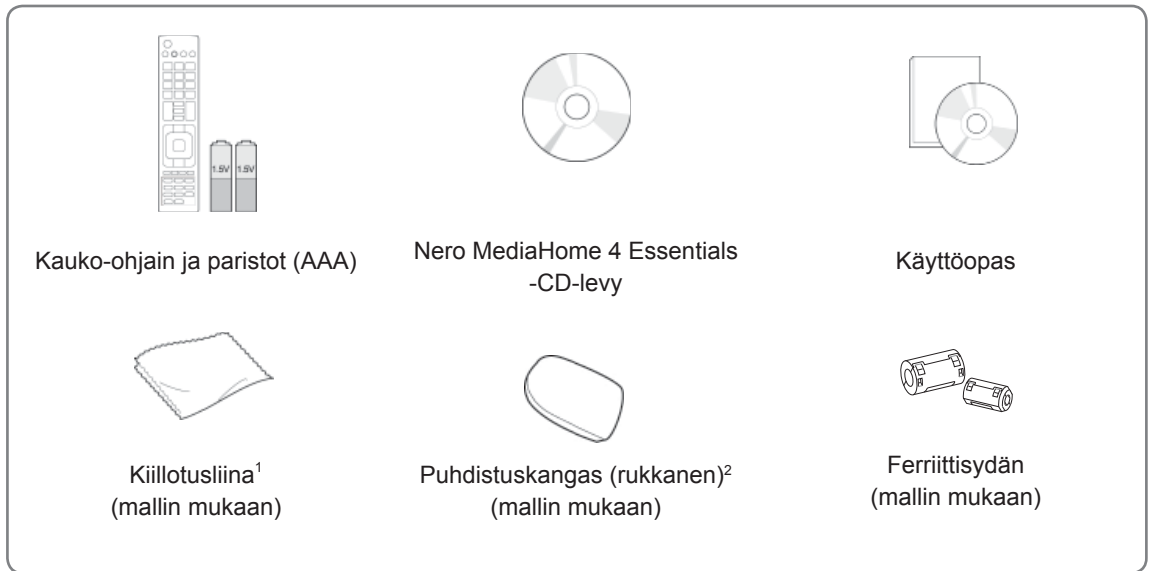 1.5V 1.5V
Kauko-ohjain ja paristot (AAA)
Nero MediaHome 4 Essentials
-CD-levy
Käyttöopas
Kiillotusliina¹
(mallin mukaan)
Puhdistuskangas (rukkanen)²
(mallin mukaan)
Ferriittisydän
(mallin mukaan)